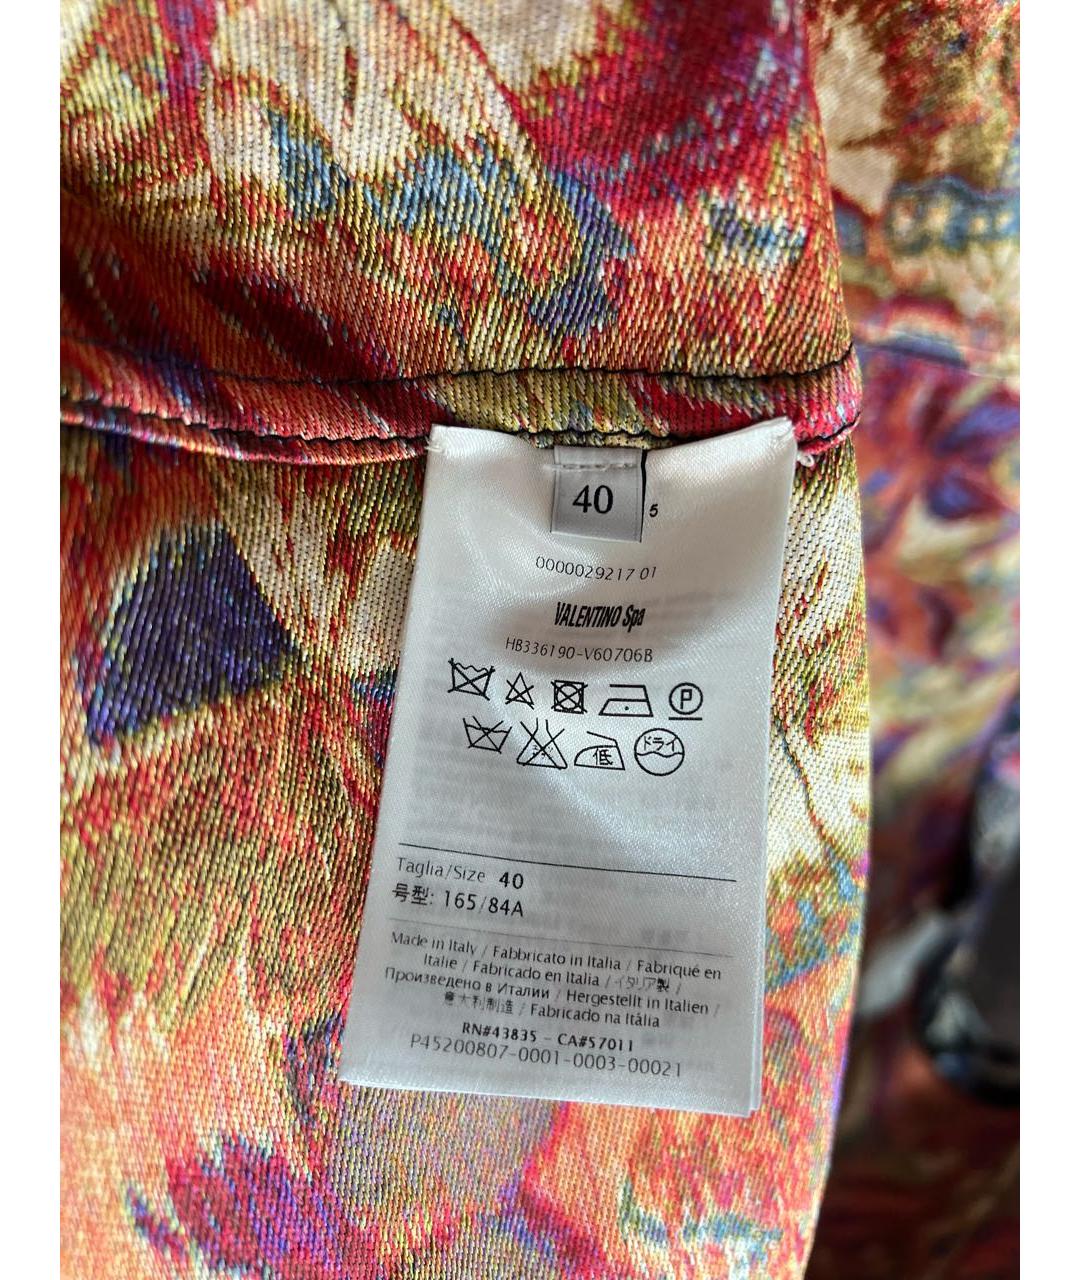 40
5
0000029217 01
VALENTINO Spa
HB336190-V60706B
P
低 ドライ
Taglia/Size 40
号型: 165/84A
Made in Italy / Fabbricato in Italia / Fabriqué en
Italie / Fabricado en Italia / イタリア製 /
Произведено в Италии / Hergestellt in Italien /
意大利制造 / Fabricado na Itália
RN#43835 - CA#57011
P45200807-0001-0003-00021